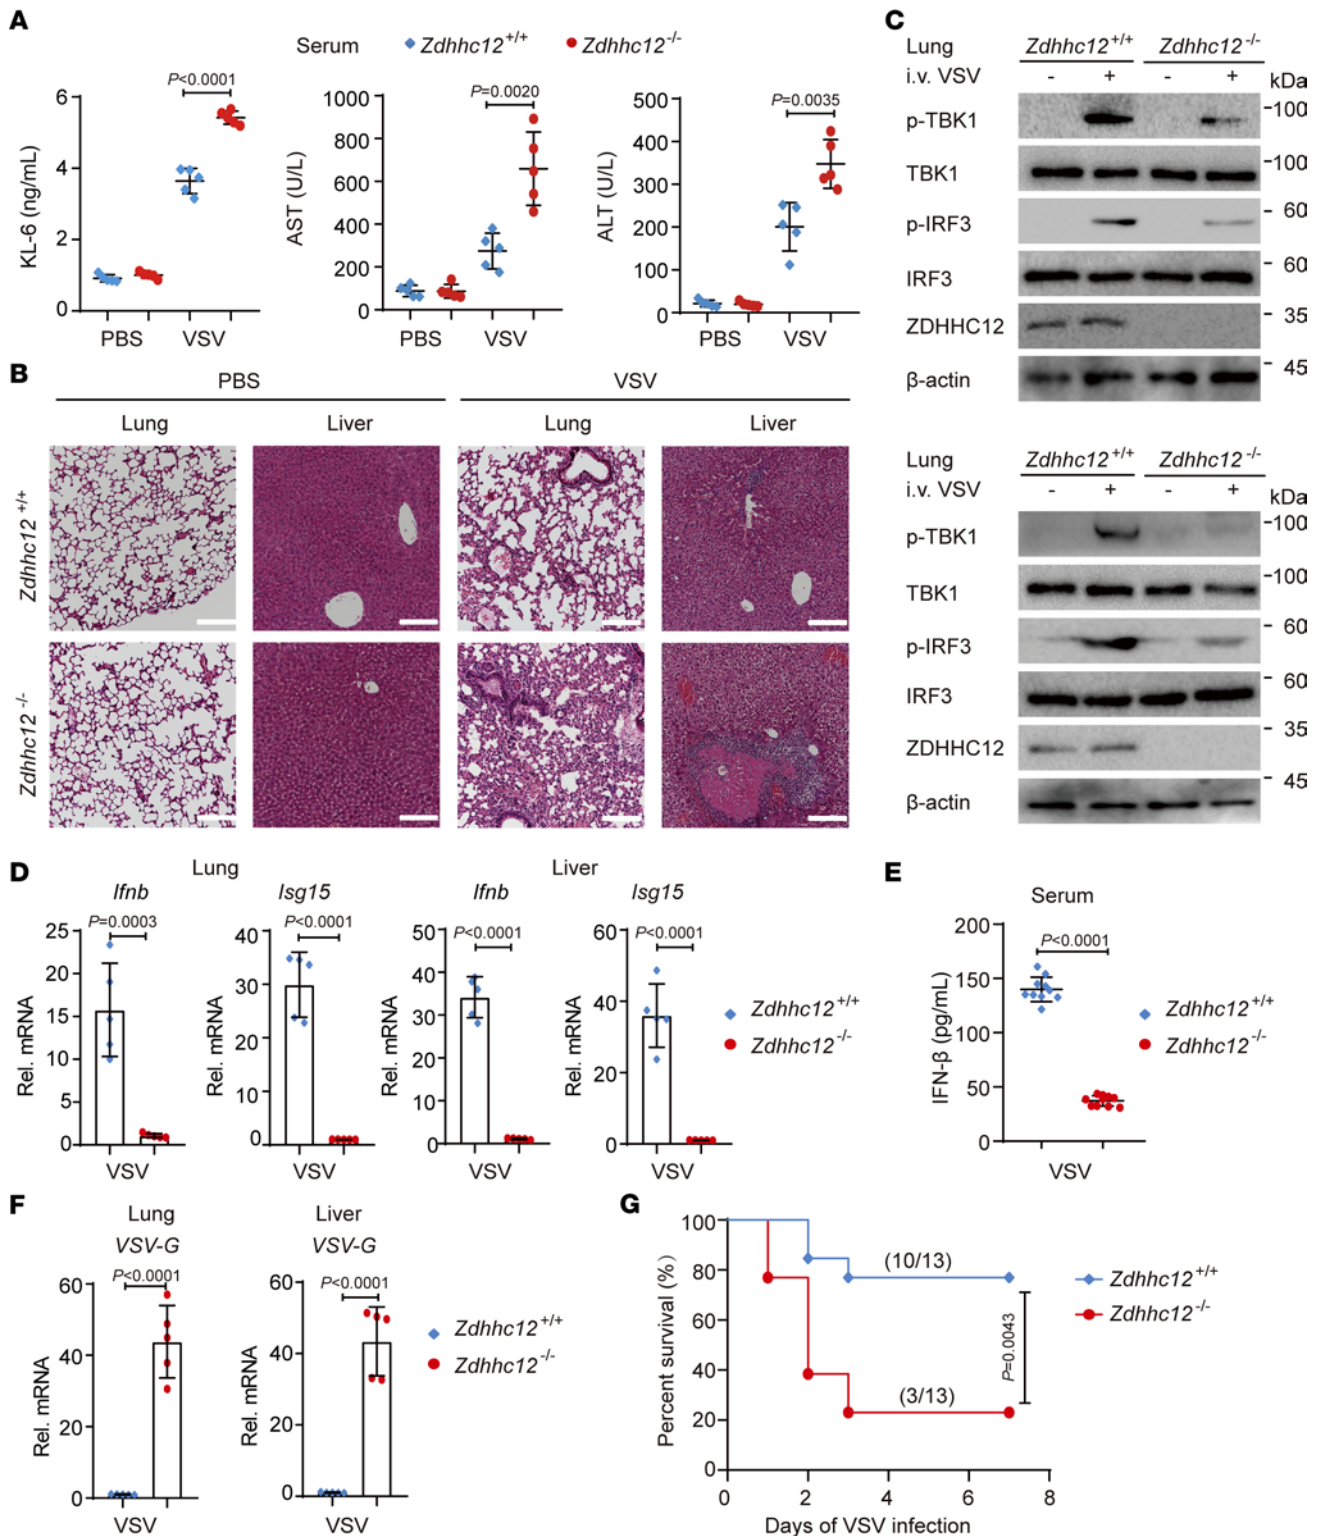 A
Serum Zdhhc12+/+ Zdhhc12-/-
KL-6 (ng/mL)
6
4
2
0
P<0.0001
PBS VSV
AST (U/L)
1000
800
600
400
200
0
P=0.0020
PBS VSV
ALT (U/L)
500
400
300
200
100
0
P=0.0035
PBS VSV
B
PBS VSV
Lung Liver Lung Liver
Zdhhc12+/+
Zdhhc12-/-
C
Lung Zdhhc12+/+ Zdhhc12-/-
i.v. VSV - + - + kDa
p-TBK1 100
TBK1 100
p-IRF3 60
IRF3 60
ZDHHC12 35
β-actin 45
Lung Zdhhc12+/+ Zdhhc12-/-
i.v. VSV - + - + kDa
p-TBK1 100
TBK1 100
p-IRF3 60
IRF3 60
ZDHHC12 35
β-actin 45
D
Lung Liver
Ifnb Isg15 Ifnb Isg15
Rel. mRNA
25
20
15
10
5
0
P=0.0003
VSV
Rel. mRNA
40
30
20
10
0
P<0.0001
VSV
Rel. mRNA
50
40
30
20
10
0
P<0.0001
VSV
Rel. mRNA
60
40
20
0
P<0.0001
VSV
Zdhhc12+/+
Zdhhc12-/-
E
Serum
IFN-β (pg/mL)
200
150
100
50
0
P<0.0001
VSV
Zdhhc12+/+
Zdhhc12-/-
F
Lung Liver
VSV-G VSV-G
Rel. mRNA
60
40
20
0
P<0.0001
VSV
Rel. mRNA
60
40
20
0
P<0.0001
VSV
Zdhhc12+/+
Zdhhc12-/-
G
Percent survival (%)
100
80
60
40
20
0
(10/13)
(3/13)
P=0.0043
0 2 4 6 8
Days of VSV infection
Zdhhc12+/+
Zdhhc12-/-